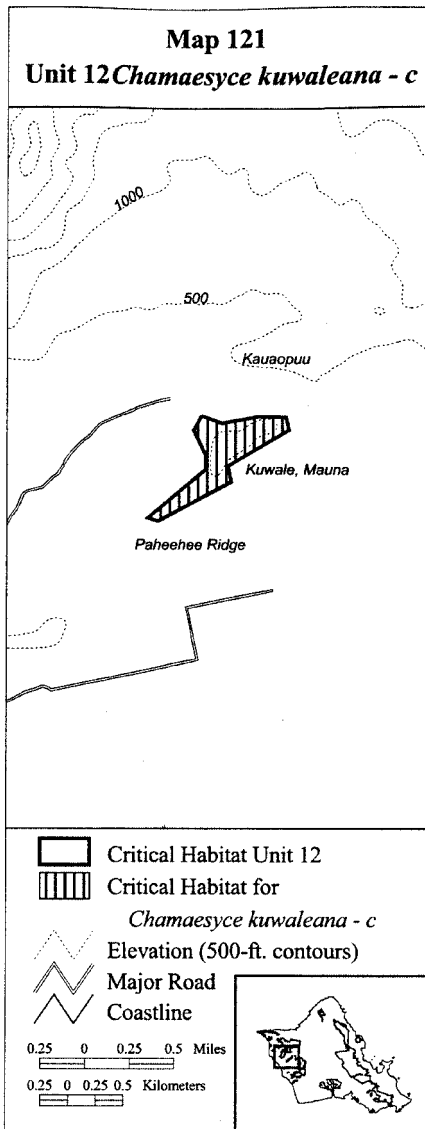 Map 121
Unit 12 Chamaesyce kuwaleana - c
1000
500
Kauaopuu
Kuwale, Mauna
Paheehee Ridge
Critical Habitat Unit 12
Critical Habitat for
Chamaesyce kuwaleana - c
Elevation (500-ft. contours)
Major Road
Coastline
0.25 0 0.25 0.5 Miles
0.25 0 0.25 0.5 Kilometers